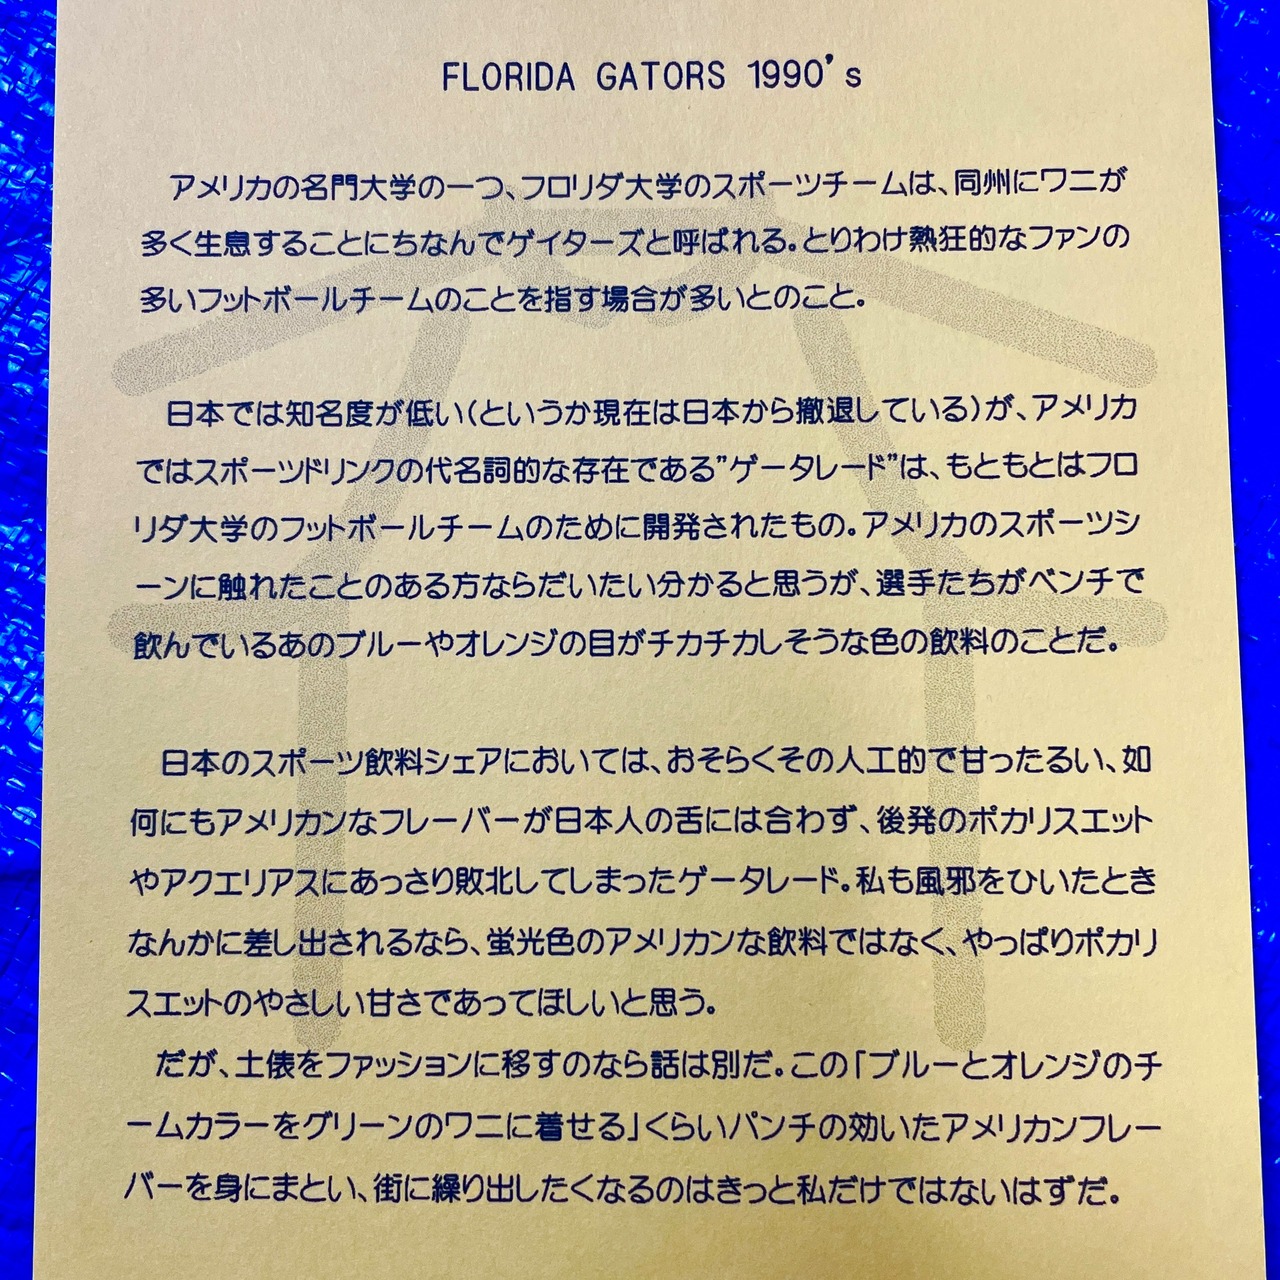 FLORIDA GATORS 1990's
アメリカの名門大学の一つ、フロリダ大学のスポーツチームは、同州にワニが
多く生息することにちなんでゲイターズと呼ばれる。とりわけ熱狂的なファンの
多いフットボールチームのことを指す場合が多いとのこと。
日本では知名度が低い(というか現在は日本から撤退している)が、アメリカ
ではスポーツドリンクの代名詞的な存在である"ゲータレード"は、もともとはフロ
リダ大学のフットボールチームのために開発されたもの。アメリカのスポーツシ
ーンに触れたことのある方ならだいたい分かると思うが、選手たちがベンチで
飲んでいるあのブルーやオレンジの目がチカチカしそうな色の飲料のことだ。
日本のスポーツ飲料シェアにおいては、おそらくその人工的で甘ったるい、如
何にもアメリカンなフレーバーが日本人の舌には合わず、後発のポカリスエット
やアクエリアスにあっさり敗北してしまったゲータレード。私も風邪をひいたとき
なんかに差し出されるなら、蛍光色のアメリカンな飲料ではなく、やっぱりポカリ
スエットのやさしい甘さであってほしいと思う。
だが、土俵をファッションに移すのなら話は別だ。この「ブルーとオレンジのチ
ームカラーをグリーンのワニに着せる」くらいパンチの効いたアメリカンフレー
バーを身にまとい、街に繰り出したくなるのはきっと私だけではないはずだ。